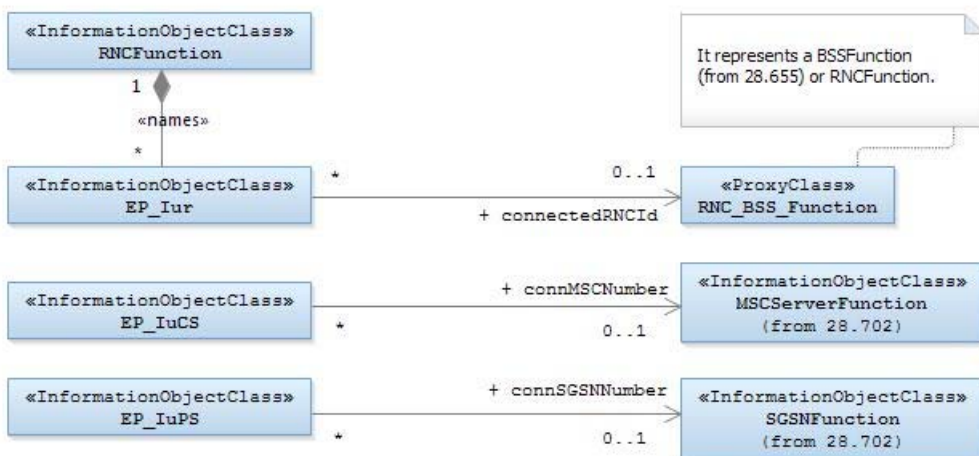 «InformationObjectClass»
RNCFunction
It represents a BSSFunction
(from 28.655) or RNCFunction.
1
«names»
*
«InformationObjectClass»
EP_Iur
*
0..1
+ connectedRNCId
«ProxyClass»
RNC_BSS_Function
«InformationObjectClass»
EP_IuCS
+ connMSCNumber
*
0..1
«InformationObjectClass»
MSCServerFunction
(from 28.702)
«InformationObjectClass»
EP_IuPS
+ connSGSNNumber
*
0..1
«InformationObjectClass»
SGSNFunction
(from 28.702)